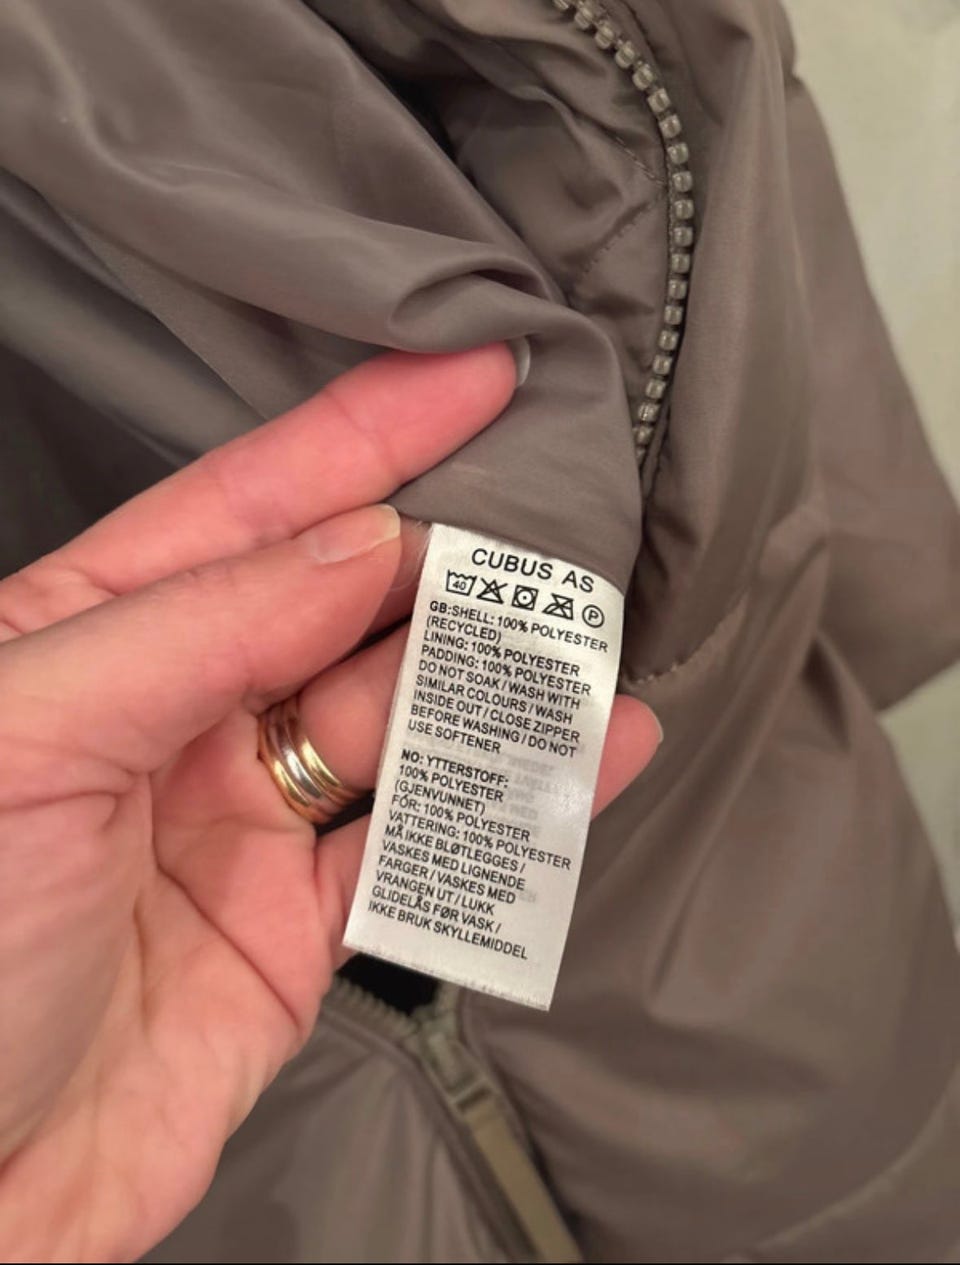 CUBUS AS
40 P
GB:SHELL: 100% POLYESTER
(RECYCLED)
LINING: 100% POLYESTER
PADDING: 100% POLYESTER
DO NOT SOAK / WASH WITH
SIMILAR COLOURS / WASH
INSIDE OUT / CLOSE ZIPPER
BEFORE WASHING / DO NOT
USE SOFTENER
NO: YTTERSTOFF:
100% POLYESTER
(GJENVUNNET)
FÓR: 100% POLYESTER
VATTERING: 100% POLYESTER
MÅ IKKE BLØTLEGGES /
VASKES MED LIGNENDE
FARGER / VASKES MED
VRANGEN UT / LUKK
GLIDELÅS FØR VASK /
IKKE BRUK SKYLLEMIDDEL